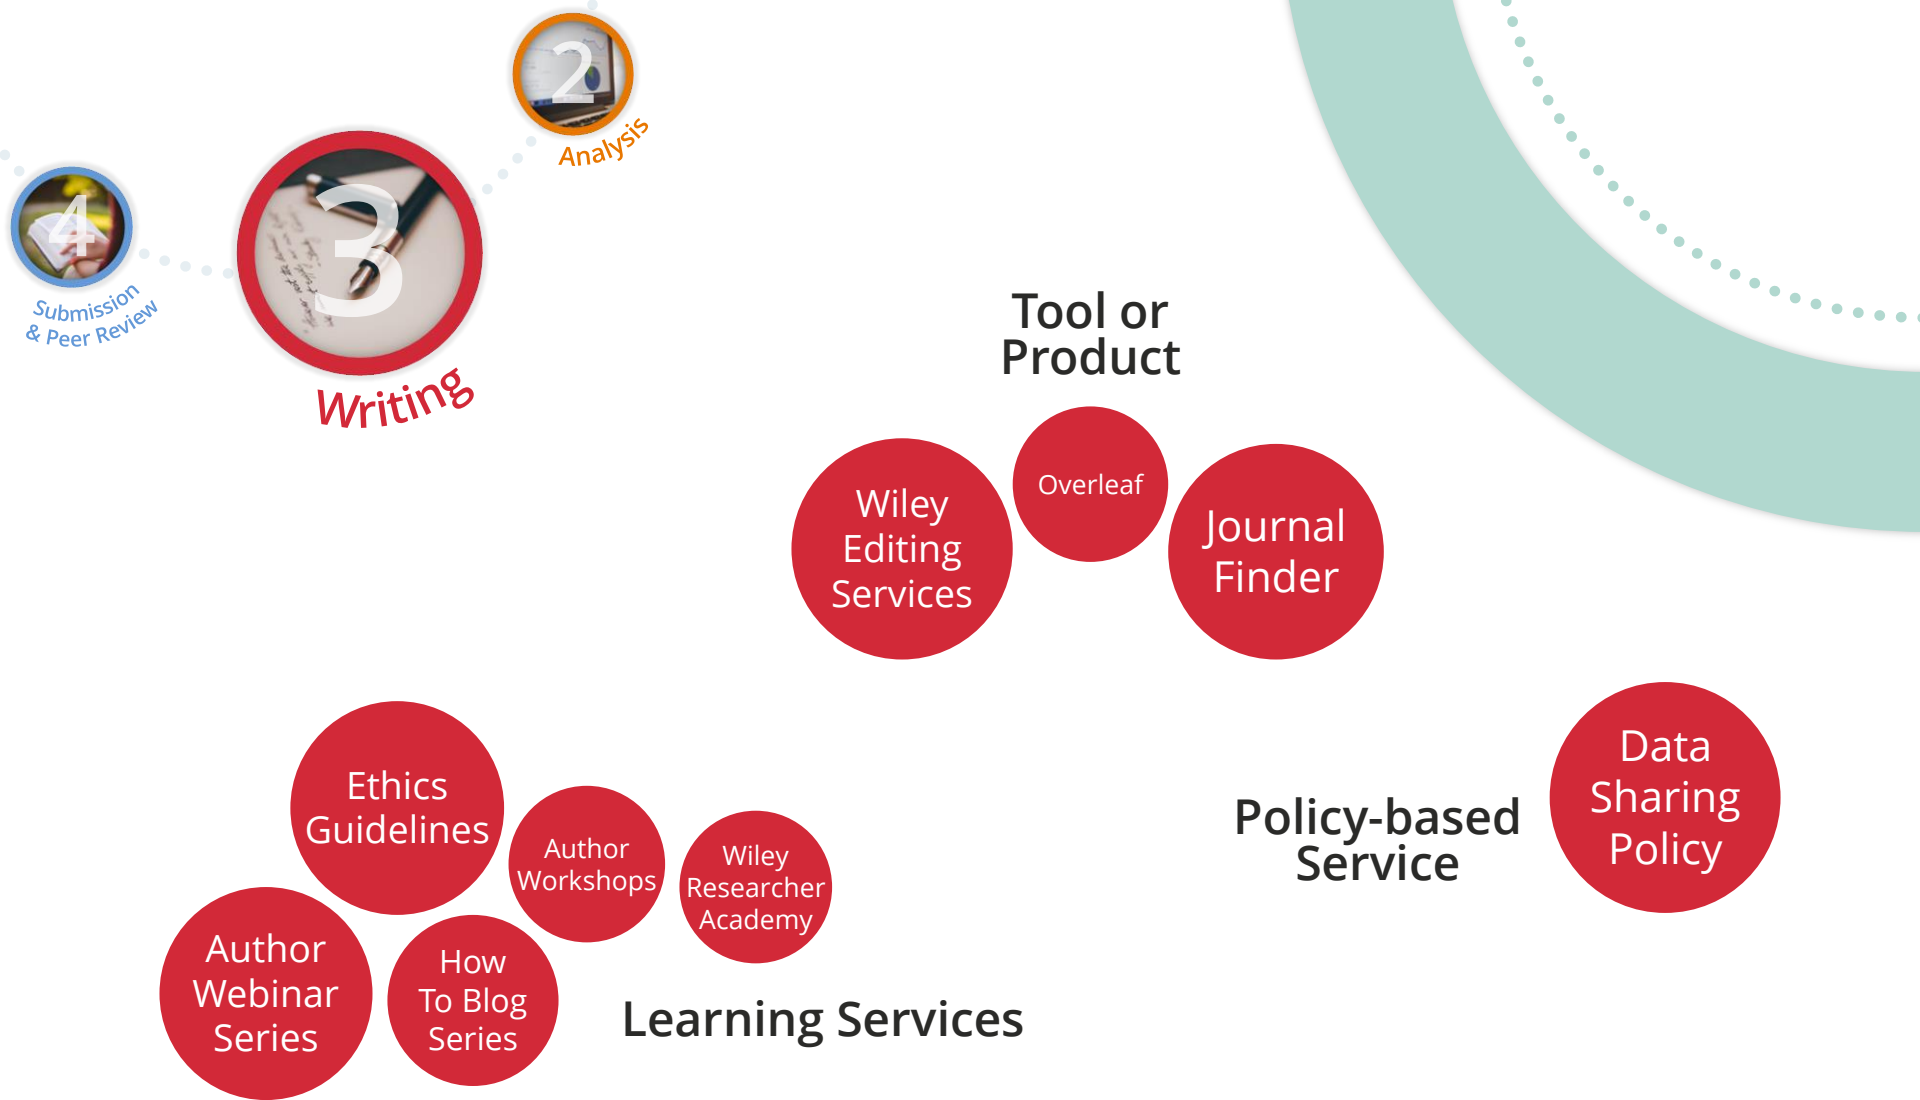 2
Analysis
4
Submission
& Peer Review
3
Writing
Tool or
Product
Wiley
Editing
Services
Overleaf
Journal
Finder
Policy-based
Service
Data
Sharing
Policy
Ethics
Guidelines
Author
Workshops
Wiley
Researcher
Academy
Author
Webinar
Series
How
To Blog
Series
Learning Services